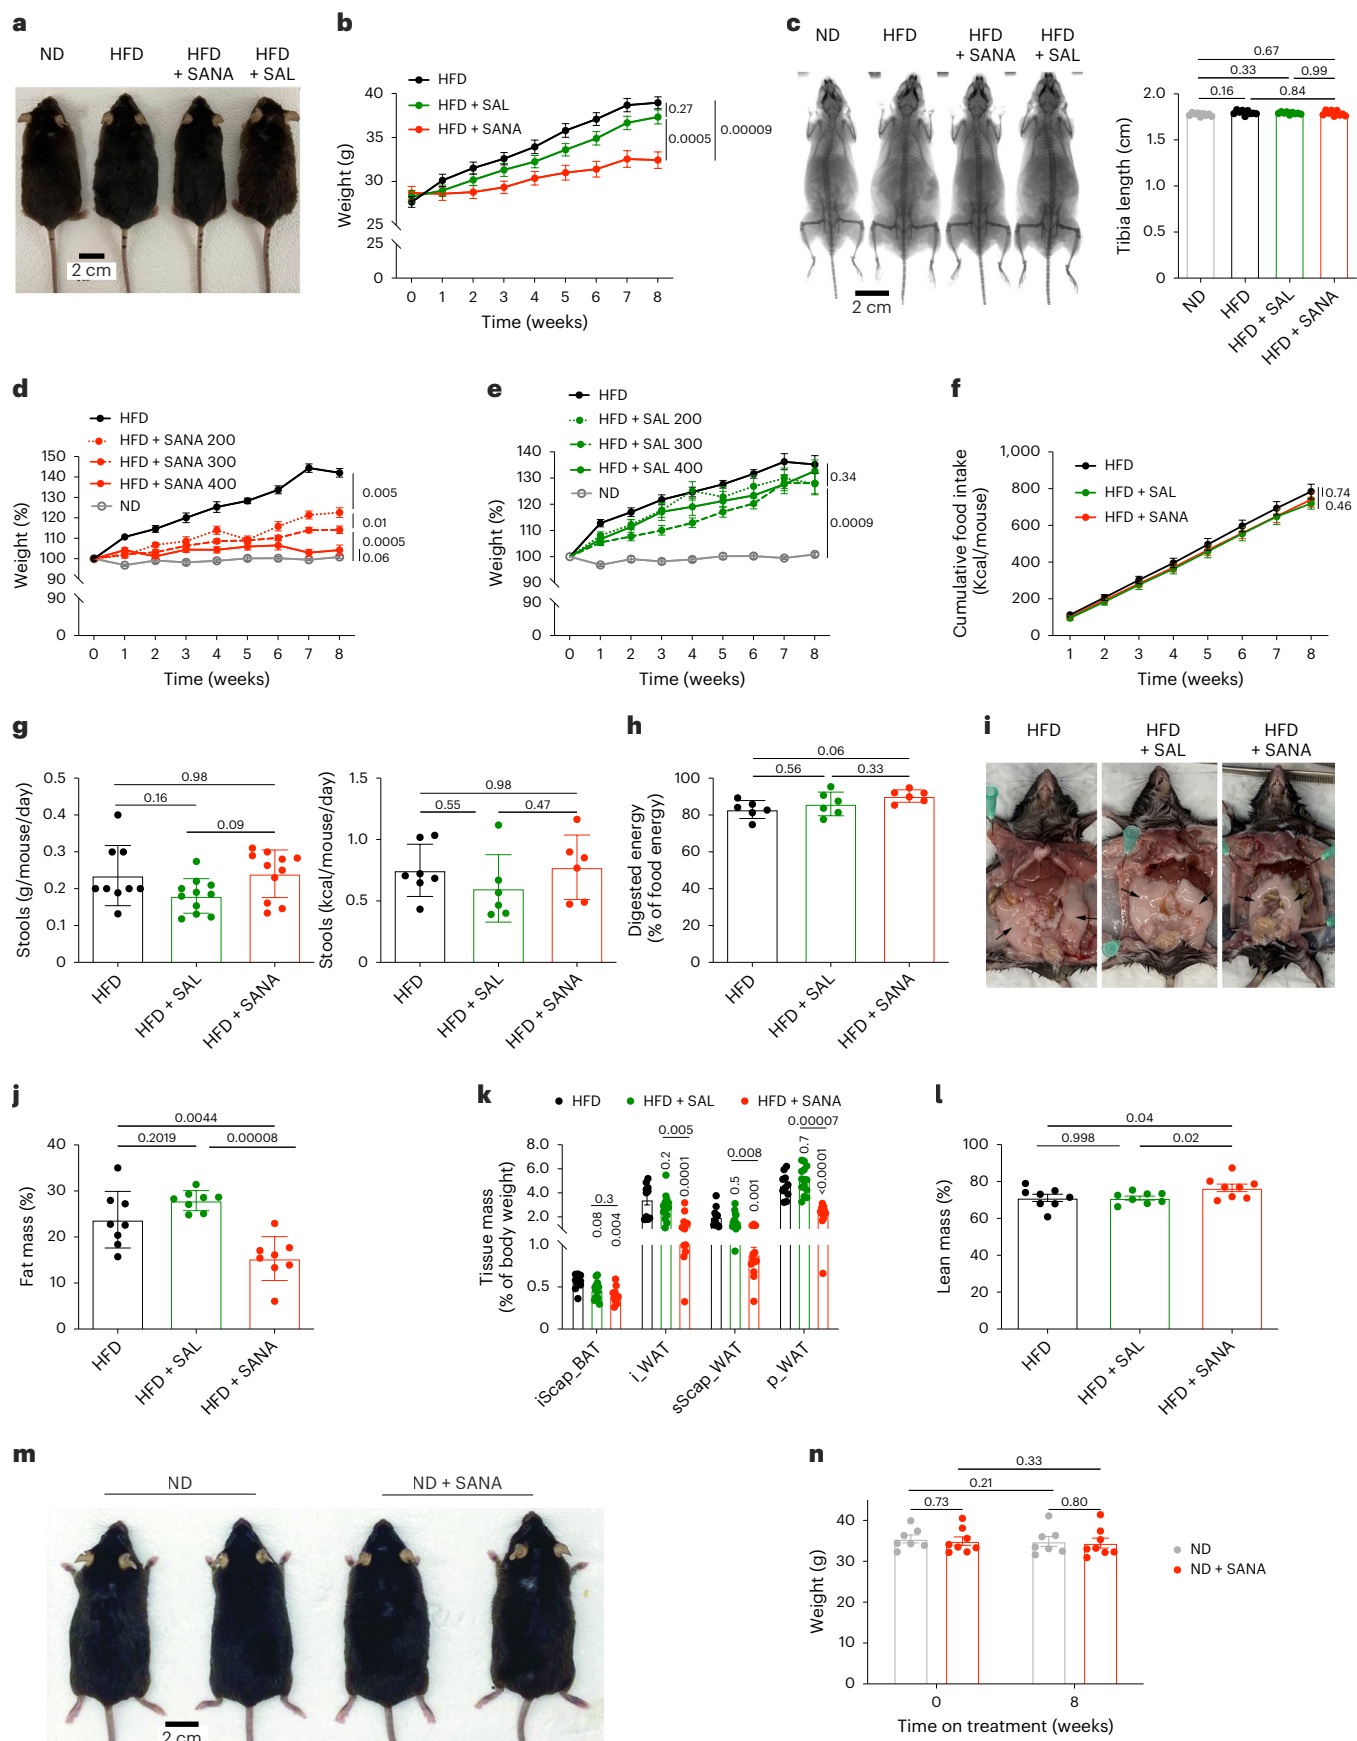 a
ND HFD HFD + SANA HFD + SAL
2 cm
b
HFD
HFD + SAL
HFD + SANA
Weight (g)
40
35
30
25
25
0
0.27
0.0005
0.00009
0 1 2 3 4 5 6 7 8
Time (weeks)
c
ND HFD HFD + SANA HFD + SAL
2 cm
0.67
0.33 0.99
0.16 0.84
Tibia length (cm)
2.0
1.5
1.0
0.5
0
ND HFD HFD + SAL HFD + SANA
d
HFD
HFD + SANA 200
HFD + SANA 300
HFD + SANA 400
ND
Weight (%)
150
140
130
120
110
100
90
90
0
0.005
0.01
0.0005
0.06
0 1 2 3 4 5 6 7 8
Time (weeks)
e
HFD
HFD + SAL 200
HFD + SAL 300
HFD + SAL 400
ND
Weight (%)
140
130
120
110
100
90
90
0
0.34
0.0009
0 1 2 3 4 5 6 7 8
Time (weeks)
f
HFD
HFD + SAL
HFD + SANA
Cumulative food intake
(Kcal/mouse)
1,000
800
600
400
200
0
0.74
0.46
1 2 3 4 5 6 7 8
Time (weeks)
g
Stools (g/mouse/day)
0.5
0.4
0.3
0.2
0.1
0
0.98
0.16
0.09
HFD HFD + SAL HFD + SANA
Stools (kcal/mouse/day)
1.5
1.0
0.5
0
0.98
0.55 0.47
HFD HFD + SAL HFD + SANA
h
Digested energy
(% of food energy)
100
80
60
40
20
0
0.06
0.56 0.33
HFD HFD + SAL HFD + SANA
i
HFD HFD + SAL HFD + SANA
j
Fat mass (%)
40
30
20
10
0
0.0044
0.2019 0.00008
HFD HFD + SAL HFD + SANA
k
HFD HFD + SAL HFD + SANA
Tissue mass
(% of body weight)
8.0
6.0
4.0
2.0
1.0
0.5
0
0.3
0.08 0.004
0.005
0.2 0.0001
0.008
0.5 0.001
0.00007
0.7 <0.0001
iScap_BAT i_WAT sScap_WAT p_WAT
l
Lean mass (%)
100
80
60
40
20
0
0.04
0.998 0.02
HFD HFD + SAL HFD + SANA
m
ND ND + SANA
2 cm
n
Weight (g)
40
30
20
10
0
0.33
0.21
0.73 0.80
ND
ND + SANA
0 8
Time on treatment (weeks)